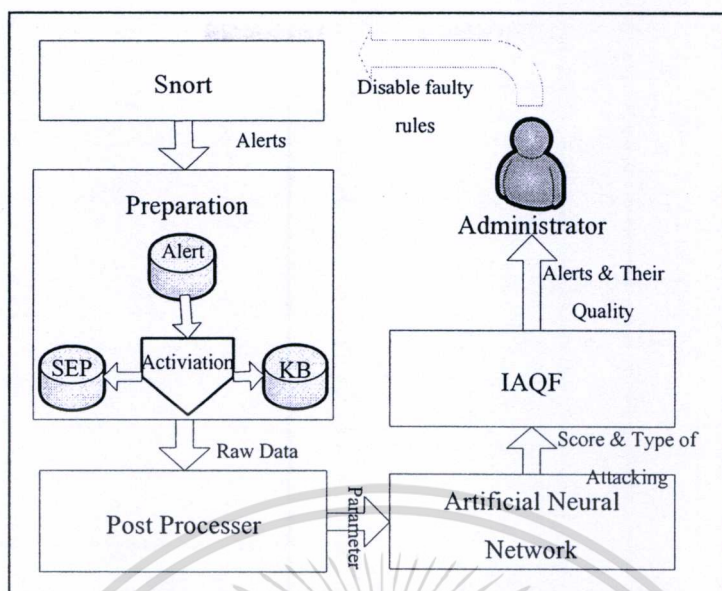 Snort
Alerts
Preparation
Alert
SEP
Activiation
KB
Raw Data
Post Processer
Parameter
Artificial Neural
Network
Score & Type of
Attacking
IAQF
Alerts & Their
Quality
Administrator
Disable faulty
rules